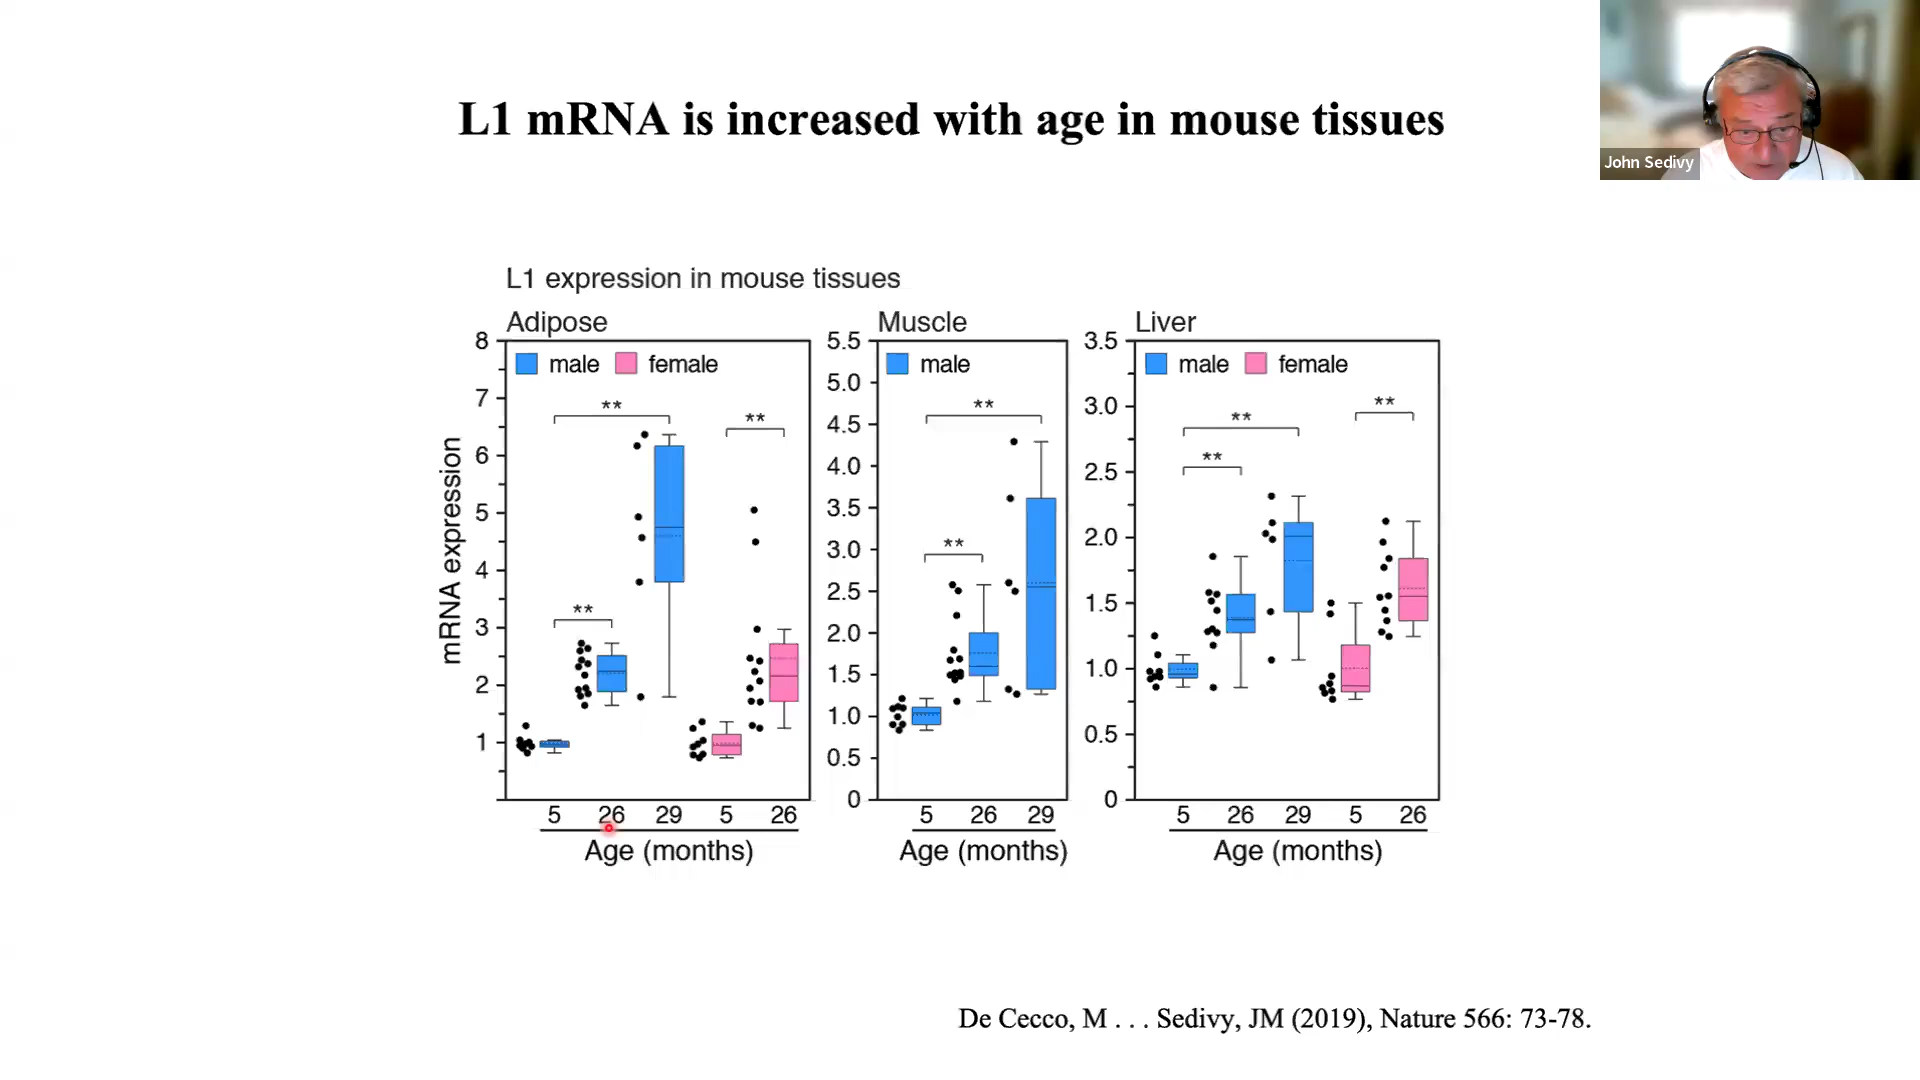 L1 mRNA is increased with age in mouse tissues
John Sedivy
L1 expression in mouse tissues
Adipose
male female
mRNA expression
8
7
6
5
4
3
2
1
**
**
**
5 26 29 5 26
Age (months)
Muscle
male
5.5
5.0
4.5
4.0
3.5
3.0
2.5
2.0
1.5
1.0
0.5
0
**
**
5 26 29
Age (months)
Liver
male female
3.5
3.0
2.5
2.0
1.5
1.0
0.5
0
**
**
**
5 26 29 5 26
Age (months)
De Cecco, M . . . Sedivy, JM (2019), Nature 566: 73-78.